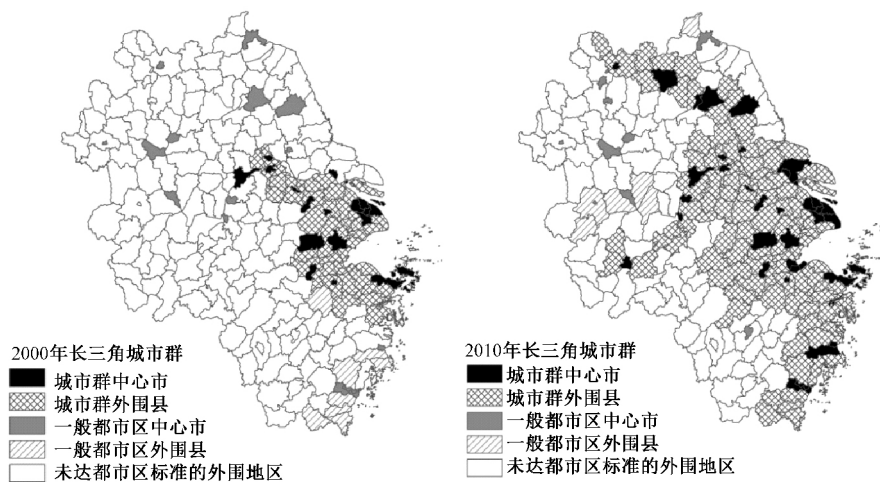 2000年长三角城市群
城市群中心市
城市群外围县
一般都市区中心市
一般都市区外围县
未达都市区标准的外围地区
2010年长三角城市群
城市群中心市
城市群外围县
一般都市区中心市
一般都市区外围县
未达都市区标准的外围地区